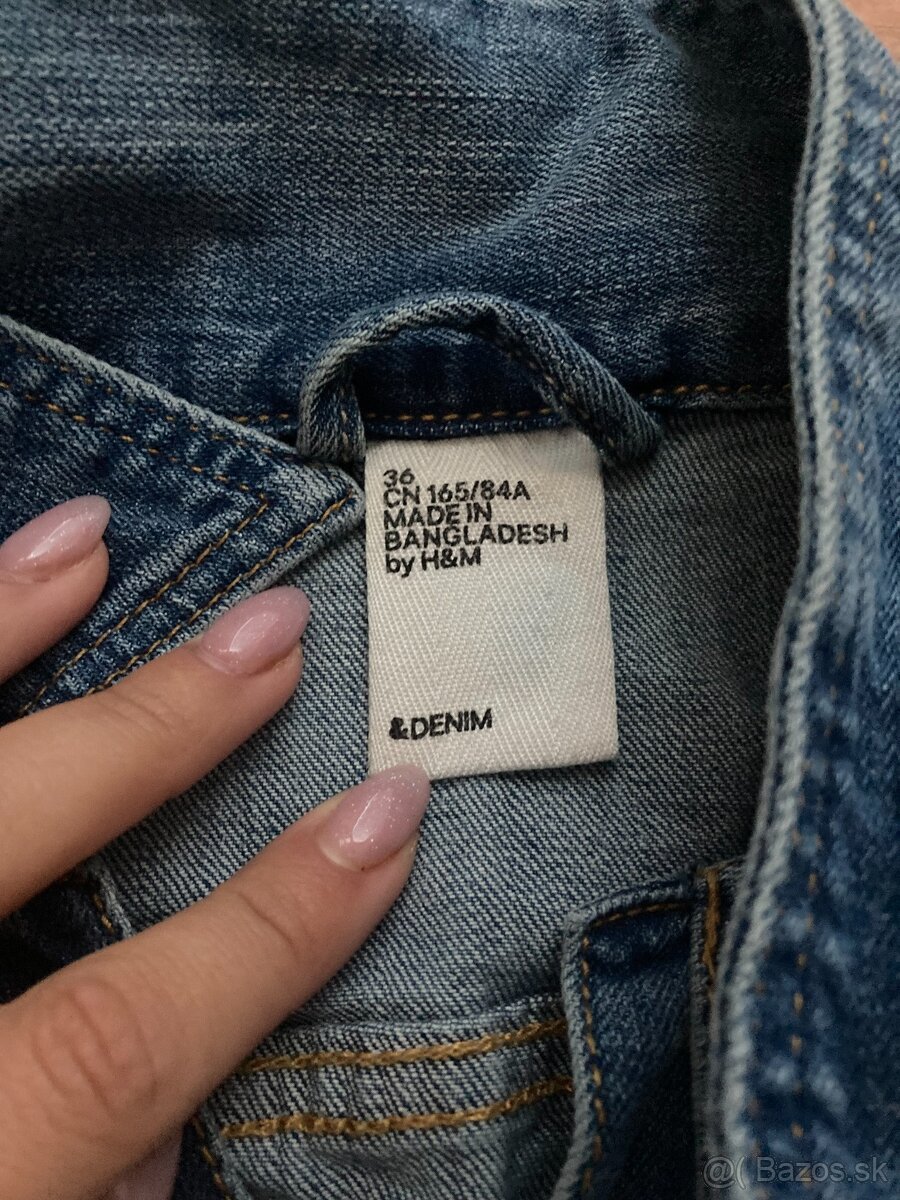 36
CN 165/84A
MADE IN
BANGLADESH
by H&M
&DENIM
@( Bazos.sk